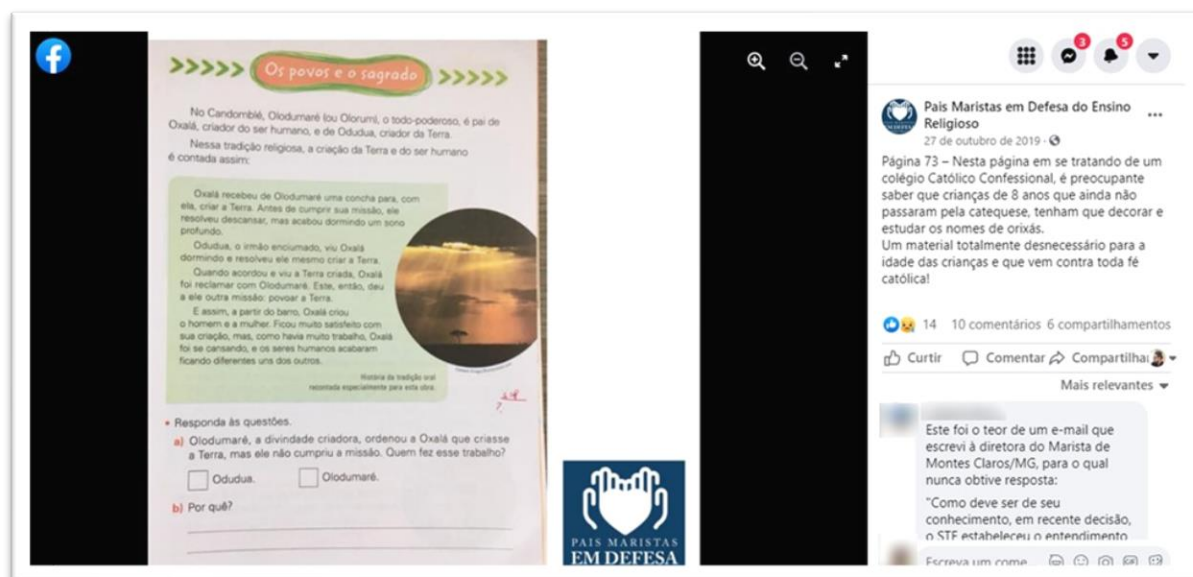 Os povos e o sagrado
No Candomblé, Olodumaré (ou Olorum), o todo-poderoso, é pai de
Oxalá, criador do ser humano, e de Odudua, criador da Terra.
Nessa tradição religiosa, a criação da Terra e do ser humano
é contada assim:
Oxalá recebeu de Olodumaré uma concha para, com
ela, criar a Terra. Antes de cumprir sua missão, ele
resolveu descansar, mas acabou dormindo um sono
profundo.
Odudua, o irmão enciumado, viu Oxalá
dormindo e resolveu ele mesmo criar a Terra.
Quando acordou e viu a Terra criada, Oxalá
foi reclamar com Olodumaré. Este, então, deu
a ele outra missão: povoar a Terra.
E assim, a partir do barro, Oxalá criou
o homem e a mulher. Ficou muito satisfeito com
sua criação, mas, como havia muito trabalho, Oxalá
foi se cansando, e os seres humanos acabaram
ficando diferentes uns dos outros.
História da tradição oral
recontada especialmente para esta obra.
• Responda às questões.
a) Olodumaré, a divindade criadora, ordenou a Oxalá que criasse
a Terra, mas ele não cumpriu a missão. Quem fez esse trabalho?
Odudua. Olodumaré.
b) Por quê?
PAIS MARISTAS
EM DEFESA
3 5
Pais Maristas em Defesa do Ensino
Religioso
27 de outubro de 2019 ·
Página 73 – Nesta página em se tratando de um
colégio Católico Confessional, é preocupante
saber que crianças de 8 anos que ainda não
passaram pela catequese, tenham que decorar e
estudar os nomes de orixás.
Um material totalmente desnecessário para a
idade das crianças e que vem contra toda fé
católica!
14 10 comentários 6 compartilhamentos
Curtir Comentar Compartilhar
Mais relevantes
Este foi o teor de um e-mail que
escrevi à diretora do Marista de
Montes Claros/MG, para o qual
nunca obtive resposta:
"Como deve ser de seu
conhecimento, em recente decisão,
o STF estabeleceu o entendimento
Escreva um come...